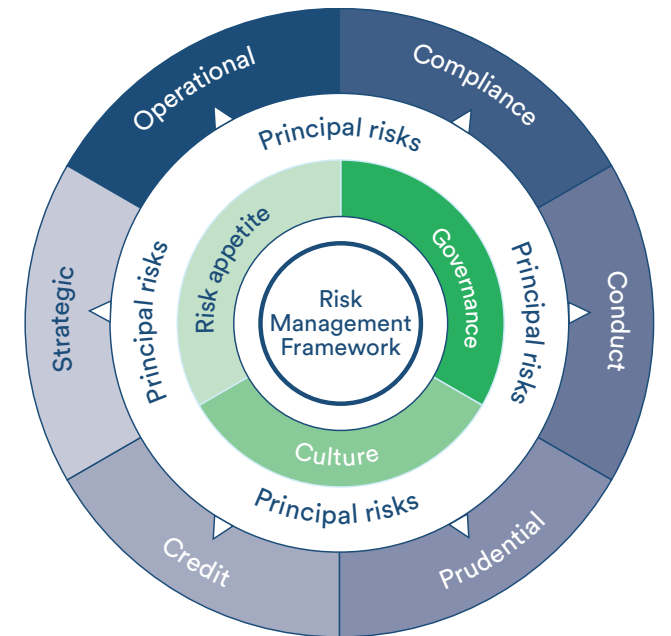 Operational
Compliance
Principal risks
Risk appetite
Governance
Strategic
Principal risks
Risk
Management
Framework
Principal risks
Conduct
Culture
Principal risks
Credit
Prudential